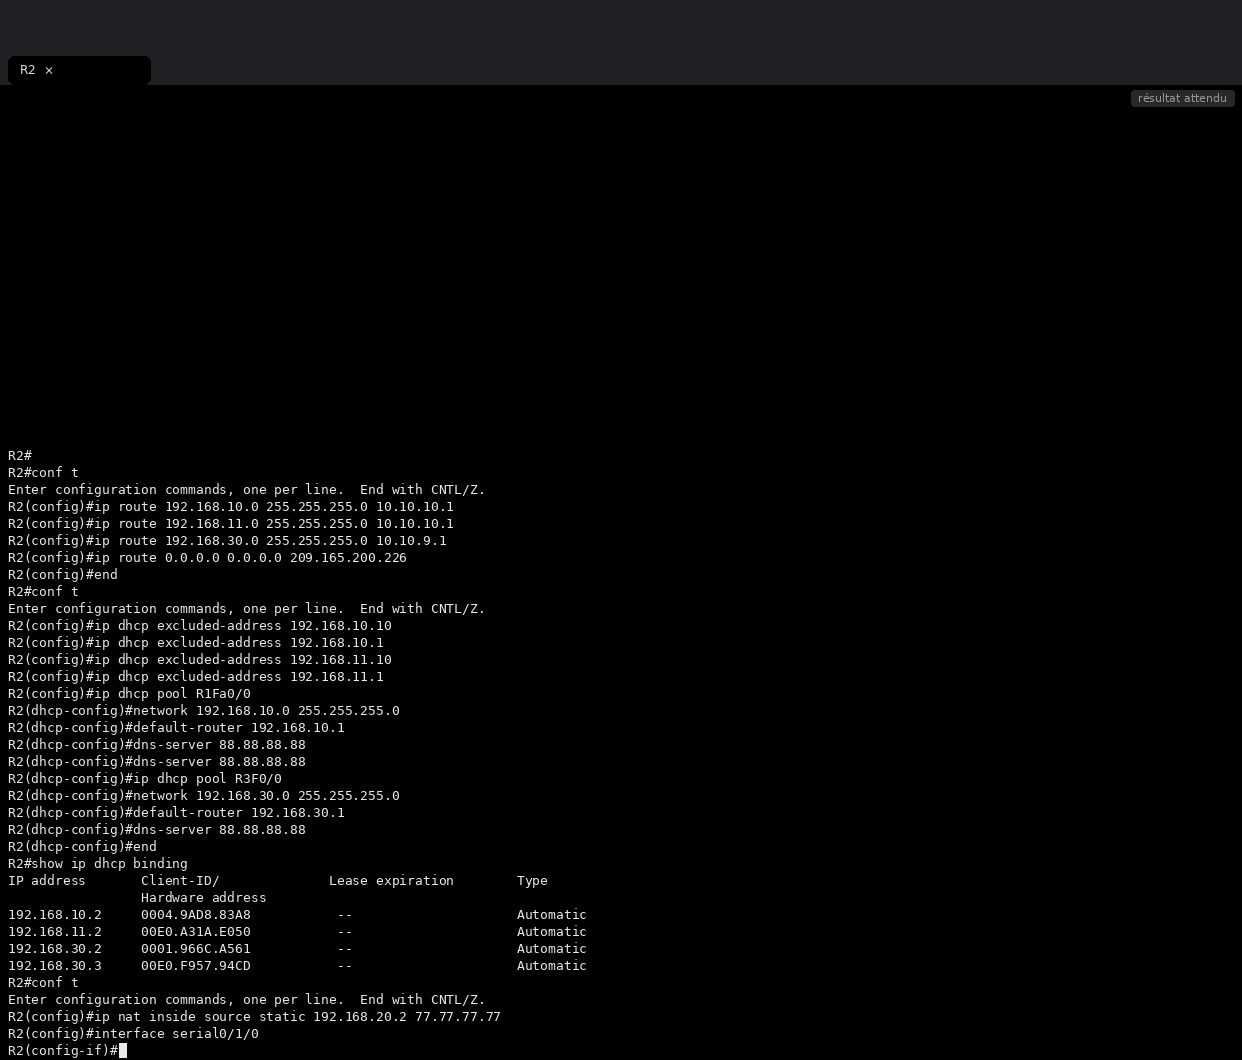 R2 ×
résultat attendu
R2#
R2#conf t
Enter configuration commands, one per line.  End with CNTL/Z.
R2(config)#ip route 192.168.10.0 255.255.255.0 10.10.10.1
R2(config)#ip route 192.168.11.0 255.255.255.0 10.10.10.1
R2(config)#ip route 192.168.30.0 255.255.255.0 10.10.9.1
R2(config)#ip route 0.0.0.0 0.0.0.0 209.165.200.226
R2(config)#end
R2#conf t
Enter configuration commands, one per line.  End with CNTL/Z.
R2(config)#ip dhcp excluded-address 192.168.10.10
R2(config)#ip dhcp excluded-address 192.168.10.1
R2(config)#ip dhcp excluded-address 192.168.11.10
R2(config)#ip dhcp excluded-address 192.168.11.1
R2(config)#ip dhcp pool R1Fa0/0
R2(dhcp-config)#network 192.168.10.0 255.255.255.0
R2(dhcp-config)#default-router 192.168.10.1
R2(dhcp-config)#dns-server 88.88.88.88
R2(dhcp-config)#dns-server 88.88.88.88
R2(dhcp-config)#ip dhcp pool R3F0/0
R2(dhcp-config)#network 192.168.30.0 255.255.255.0
R2(dhcp-config)#default-router 192.168.30.1
R2(dhcp-config)#dns-server 88.88.88.88
R2(dhcp-config)#end
R2#show ip dhcp binding
IP address       Client-ID/              Lease expiration        Type
                 Hardware address
192.168.10.2     0004.9AD8.83A8           --                     Automatic
192.168.11.2     00E0.A31A.E050           --                     Automatic
192.168.30.2     0001.966C.A561           --                     Automatic
192.168.30.3     00E0.F957.94CD           --                     Automatic
R2#conf t
Enter configuration commands, one per line.  End with CNTL/Z.
R2(config)#ip nat inside source static 192.168.20.2 77.77.77.77
R2(config)#interface serial0/1/0
R2(config-if)#